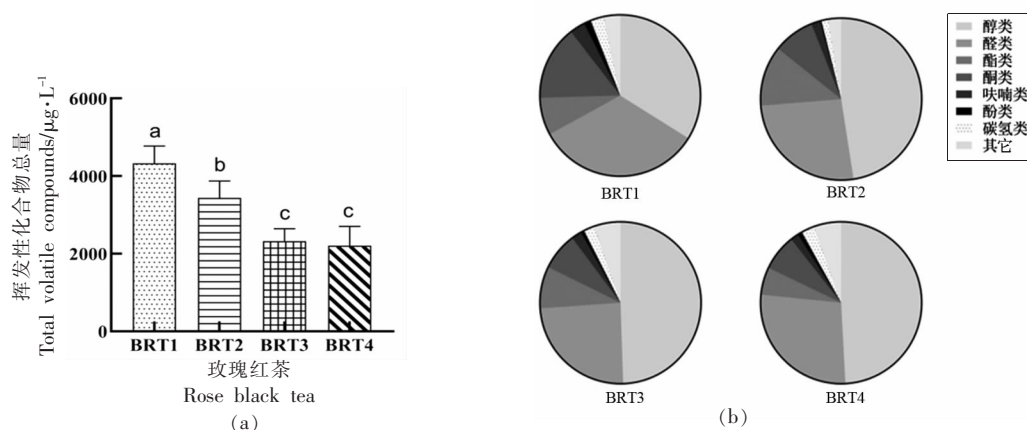 挥发性化合物总量
Total volatile compounds/μg·L⁻¹
6000
4000
2000
0
a
b
c
c
BRT1
BRT2
BRT3
BRT4
玫瑰红茶
Rose black tea
(a)
BRT1
BRT2
BRT3
BRT4
(b)
醇类
醛类
酯类
酮类
呋喃类
酚类
碳氢类
其它